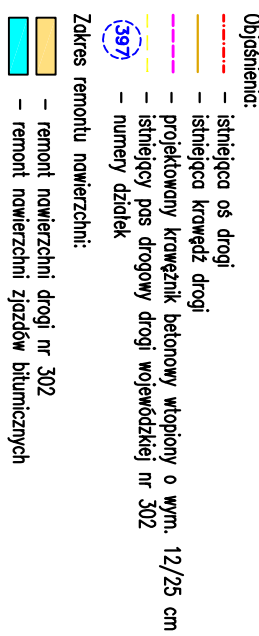 Objaśnienia:
– istniejąca oś drogi
– istniejąca krawędź drogi
– projektowany krawężnik betonowy wtopiony o wym. 12/25 cm
– istniejący pas drogowy drogi wojewódzkiej nr 302
397 – numery działek
Zakres remontu nawierzchni:
– remont nawierzchni drogi nr 302
– remont nawierzchni zjazdów bitumicznych